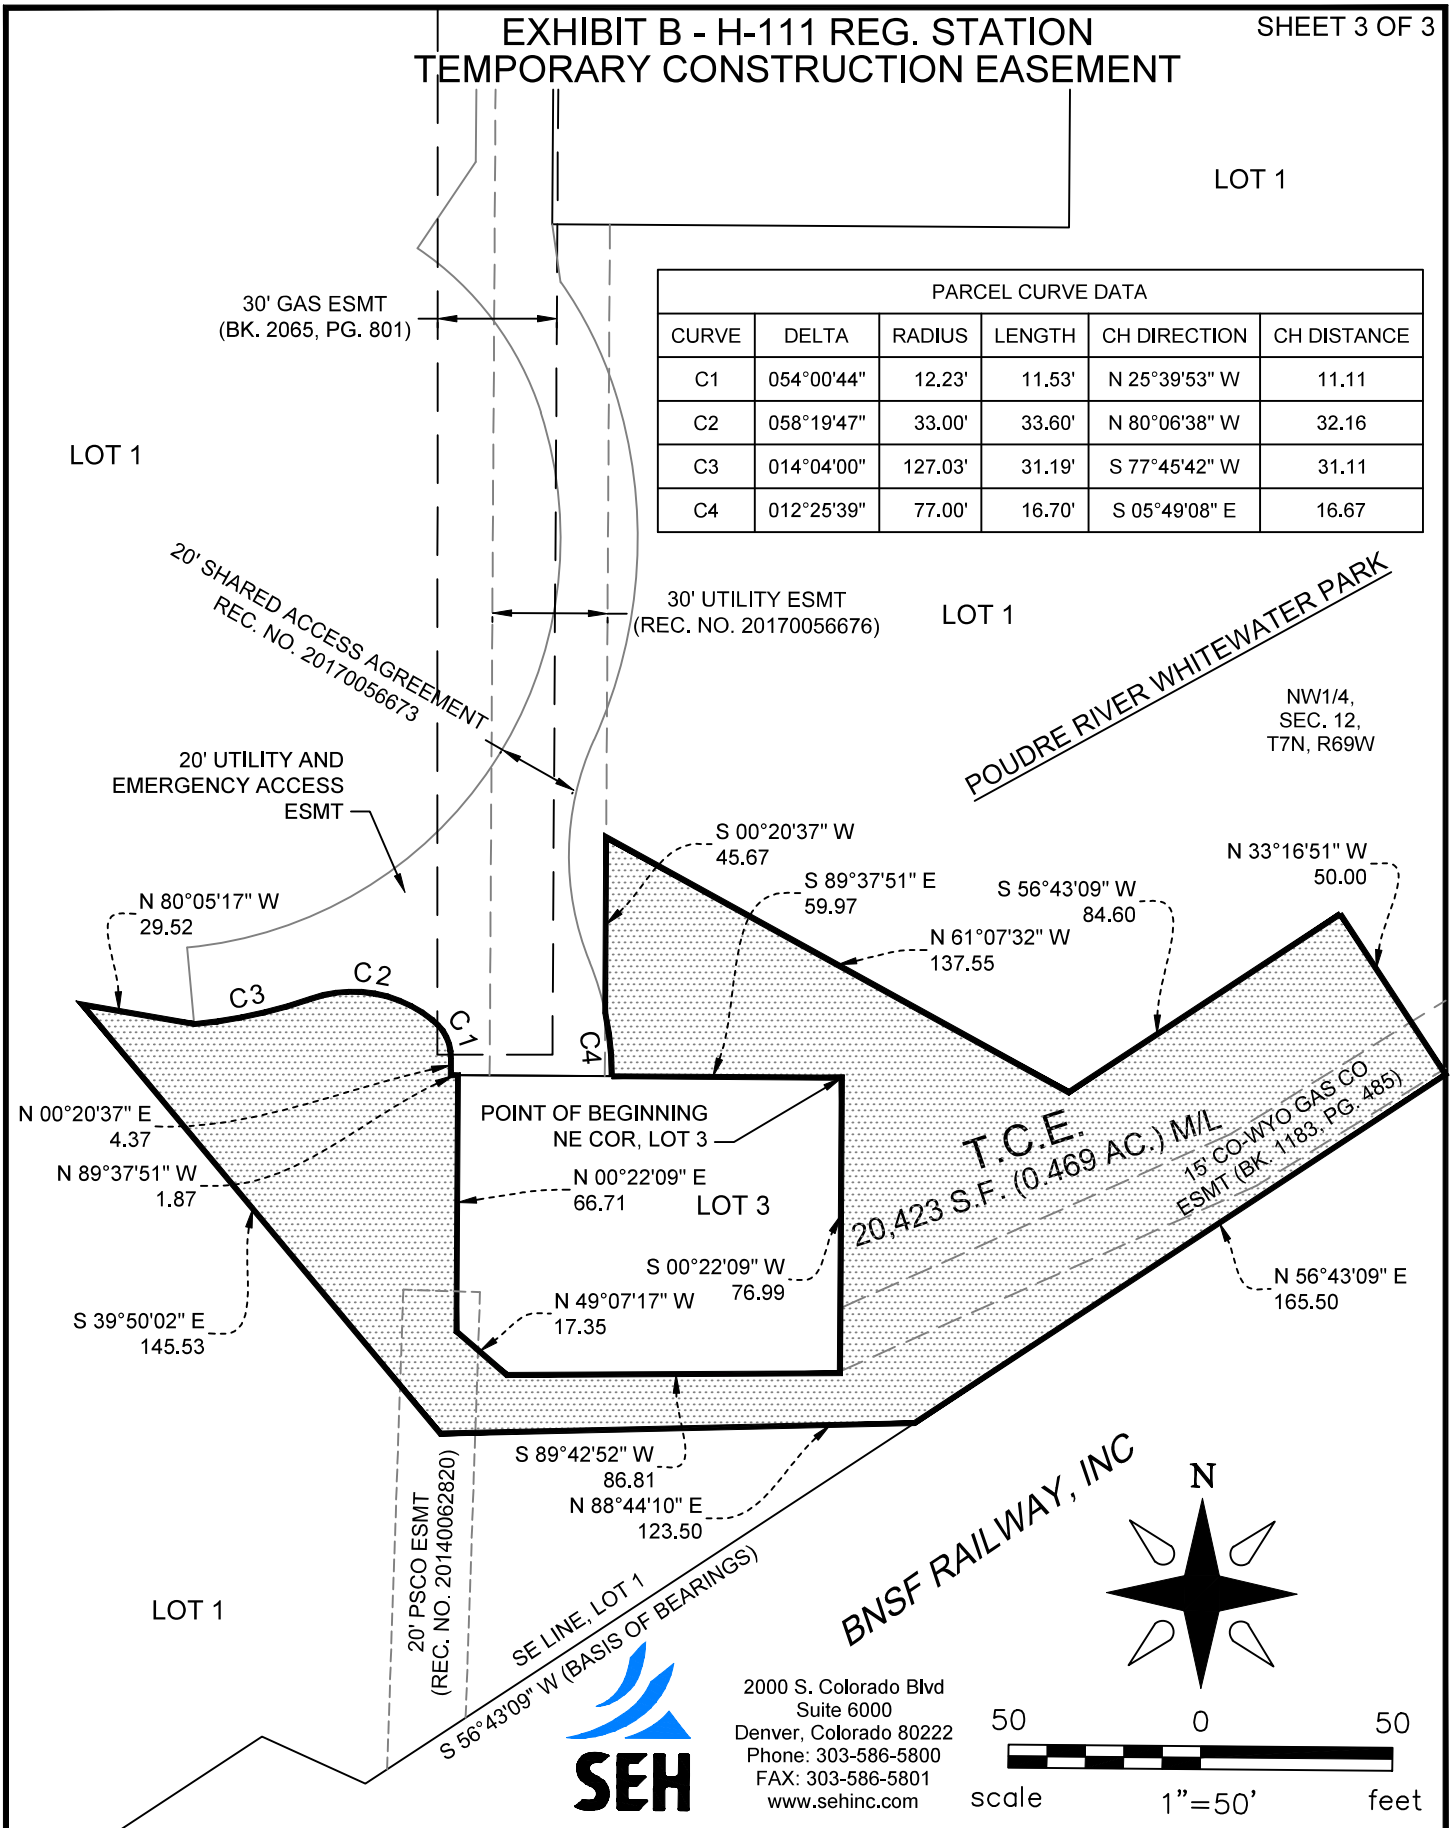 EXHIBIT B - H-111 REG. STATION
TEMPORARY CONSTRUCTION EASEMENT
SHEET 3 OF 3
LOT 1
30' GAS ESMT
(BK. 2065, PG. 801)
PARCEL CURVE DATA
CURVE DELTA RADIUS LENGTH CH DIRECTION CH DISTANCE
C1 054°00'44" 12.23' 11.53' N 25°39'53" W 11.11
C2 058°19'47" 33.00' 33.60' N 80°06'38" W 32.16
C3 014°04'00" 127.03' 31.19' S 77°45'42" W 31.11
C4 012°25'39" 77.00' 16.70' S 05°49'08" E 16.67
LOT 1
20' SHARED ACCESS AGREEMENT
REC. NO. 20170056673
30' UTILITY ESMT
(REC. NO. 20170056676)
LOT 1
POUDRE RIVER WHITEWATER PARK
NW1/4,
SEC. 12,
T7N, R69W
20' UTILITY AND
EMERGENCY ACCESS
ESMT
S 00°20'37" W
45.67
S 89°37'51" E
59.97
N 61°07'32" W
137.55
S 56°43'09" W
84.60
N 33°16'51" W
50.00
N 80°05'17" W
29.52
C3
C2
C1
C4
N 00°20'37" E
4.37
N 89°37'51" W
1.87
POINT OF BEGINNING
NE COR, LOT 3
N 00°22'09" E
66.71
LOT 3
T.C.E.
20,423 S.F. (0.469 AC.) M/L
15' CO-WYO GAS CO
ESMT (BK. 1183, PG. 485)
S 00°22'09" W
76.99
N 49°07'17" W
17.35
N 56°43'09" E
165.50
S 39°50'02" E
145.53
S 89°42'52" W
86.81
N 88°44'10" E
123.50
20' PSCO ESMT
(REC. NO. 20140062820)
LOT 1
SE LINE, LOT 1
S 56°43'09" W (BASIS OF BEARINGS)
BNSF RAILWAY, INC
N
SEH
2000 S. Colorado Blvd
Suite 6000
Denver, Colorado 80222
Phone: 303-586-5800
FAX: 303-586-5801
www.sehinc.com
50 0 50
scale 1"=50' feet